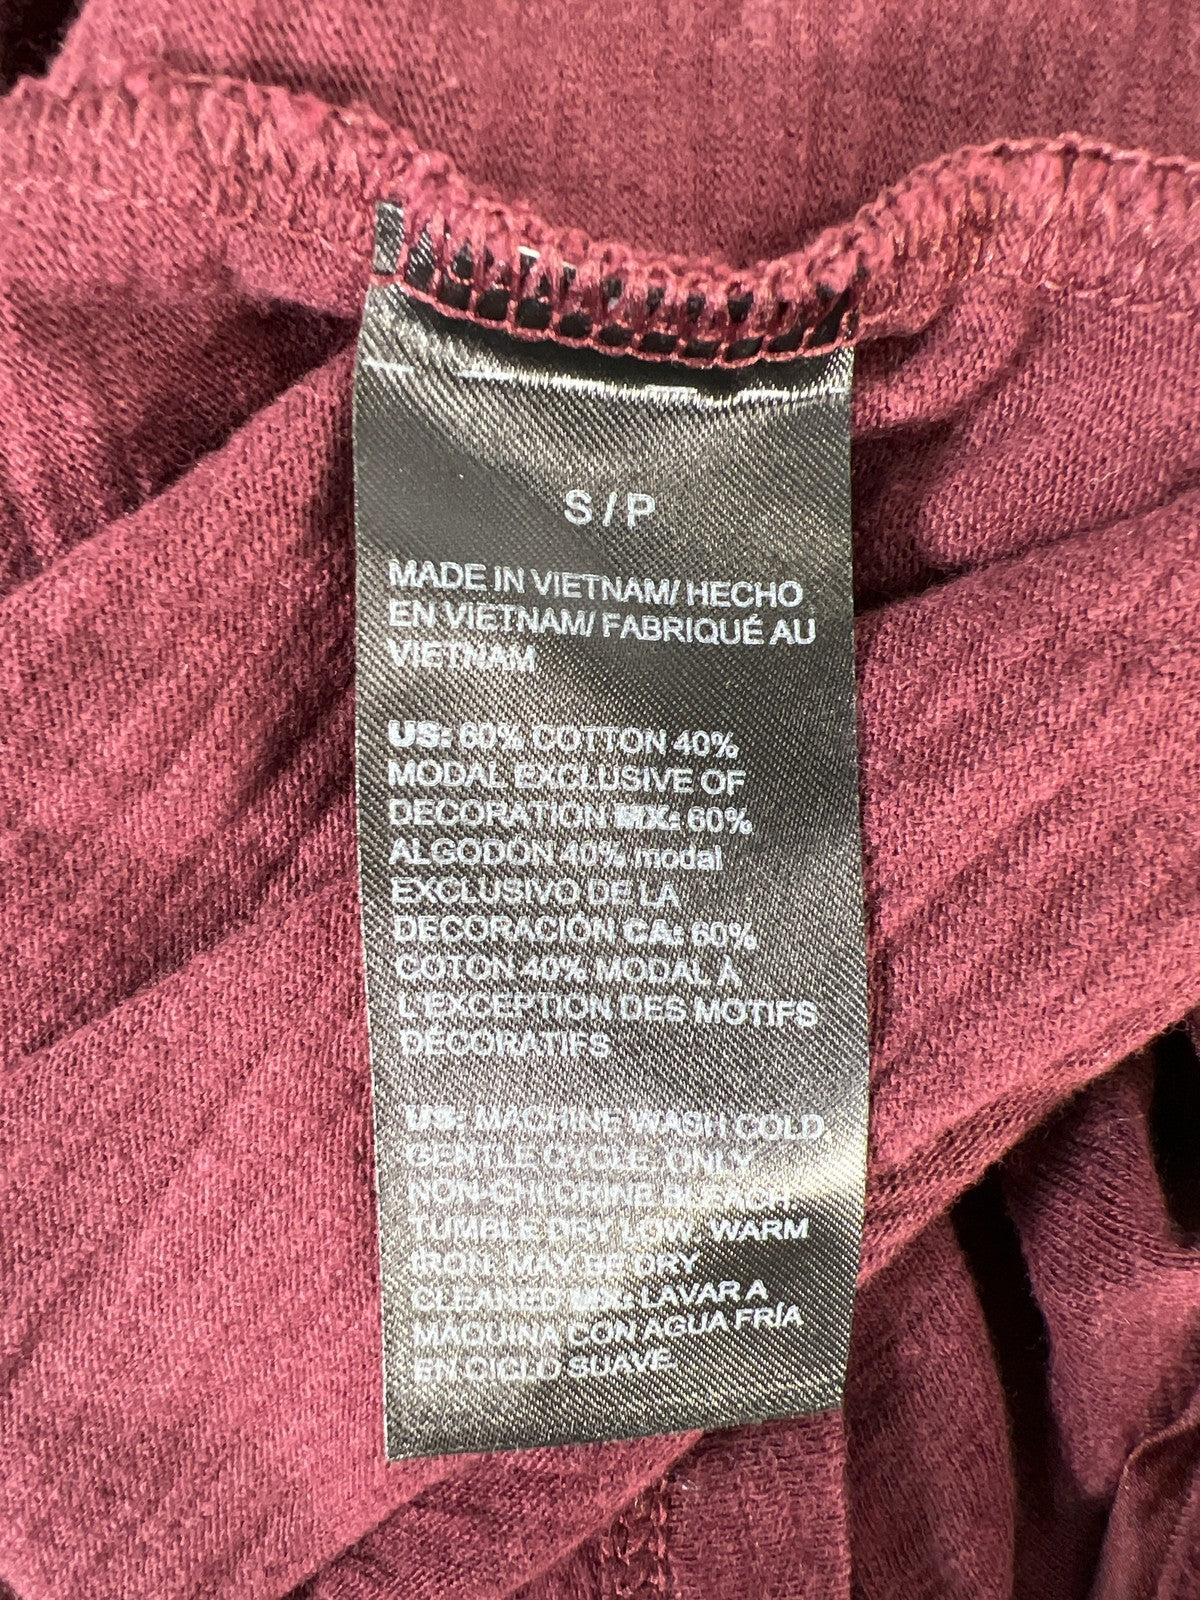 S / P
MADE IN VIETNAM/ HECHO
EN VIETNAM/ FABRIQUÉ AU
VIETNAM
US: 60% COTTON 40%
MODAL EXCLUSIVE OF
DECORATION MX: 60%
ALGODÓN 40% modal
EXCLUSIVO DE LA
DECORACIÓN CA: 60%
COTON 40% MODAL À
L'EXCEPTION DES MOTIFS
DÉCORATIFS
US: MACHINE WASH COLD
GENTLE CYCLE. ONLY
NON-CHLORINE BLEACH.
TUMBLE DRY LOW. WARM
IRON. MAY BE DRY
CLEANED MX: LAVAR A
MÁQUINA CON AGUA FRÍA
EN CICLO SUAVE.